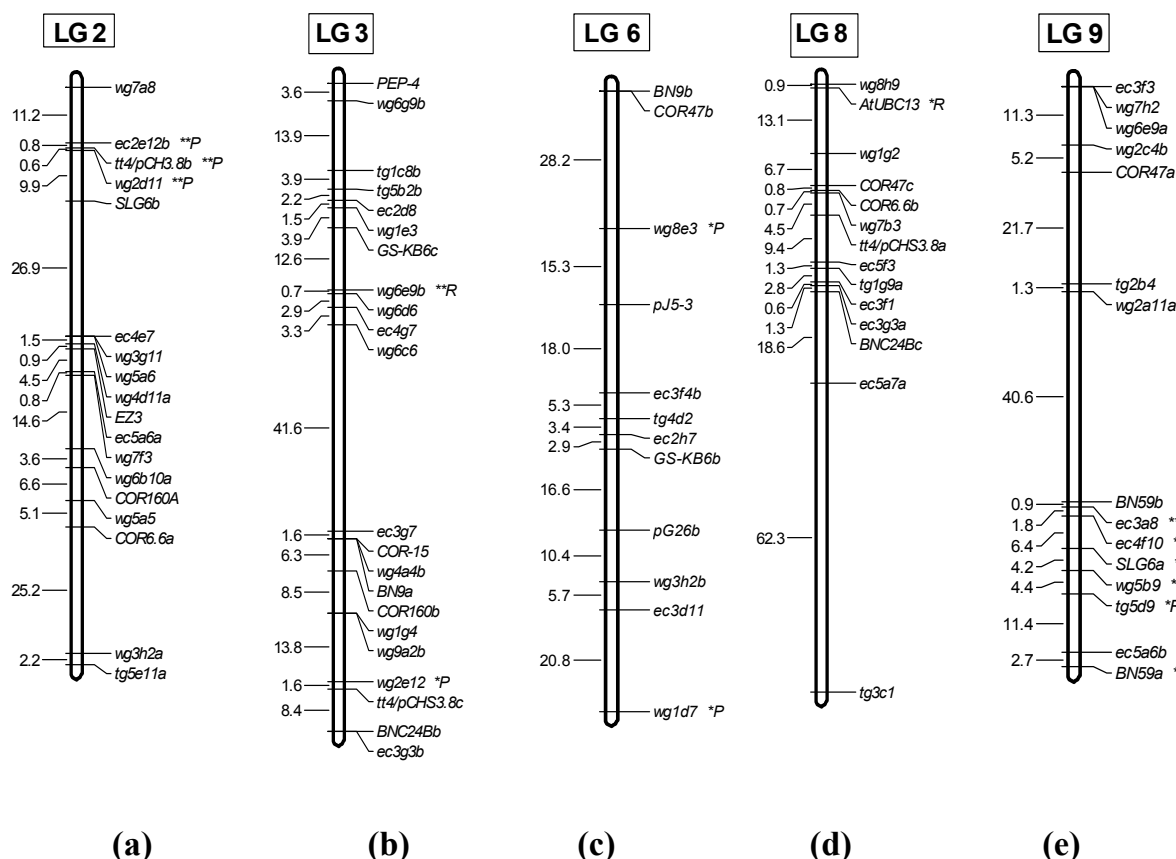 LG 2
11.2
0.8
0.6
9.9
26.9
1.5
0.9
4.5
0.8
14.6
3.6
6.6
5.1
25.2
2.2
wg7a8
ec2e12b **P
tt4/pCH3.8b **P
wg2d11 **P
SLG6b
ec4e7
wg3g11
wg5a6
wg4d11a
EZ3
ec5a6a
wg7f3
wg6b10a
COR160A
wg5a5
COR6.6a
wg3h2a
tg5e11a
(a)
LG 3
3.6
13.9
3.9
2.2
1.5
3.9
12.6
0.7
2.9
3.3
41.6
1.6
6.3
8.5
13.8
1.6
8.4
PEP-4
wg6g9b
tg1c8b
tg5b2b
ec2d8
wg1e3
GS-KB6c
wg6e9b **R
wg6d6
ec4g7
wg6c6
ec3g7
COR-15
wg4a4b
BN9a
COR160b
wg1g4
wg9a2b
wg2e12 *P
tt4/pCHS3.8c
BNC24Bb
ec3g3b
(b)
LG 6
28.2
15.3
18.0
5.3
3.4
2.9
16.6
10.4
5.7
20.8
BN9b
COR47b
wg8e3 *P
pJ5-3
ec3f4b
tg4d2
ec2h7
GS-KB6b
pG26b
wg3h2b
ec3d11
wg1d7 *P
(c)
LG 8
0.9
13.1
6.7
0.8
0.7
4.5
9.4
1.3
2.8
0.6
1.3
18.6
62.3
wg8h9
AtUBC13 *R
wg1g2
COR47c
COR6.6b
wg7b3
tt4/pCHS3.8a
ec5f3
tg1g9a
ec3f1
ec3g3a
BNC24Bc
ec5a7a
tg3c1
(d)
LG 9
11.3
5.2
21.7
1.3
40.6
0.9
1.8
6.4
4.2
4.4
11.4
2.7
ec3f3
wg7h2
wg6e9a
wg2c4b
COR47a
tg2b4
wg2a11a
BN59b
ec3a8 *
ec4f10 *
SLG6a
wg5b9 *
tg5d9 *P
ec5a6b
BN59a *
(e)